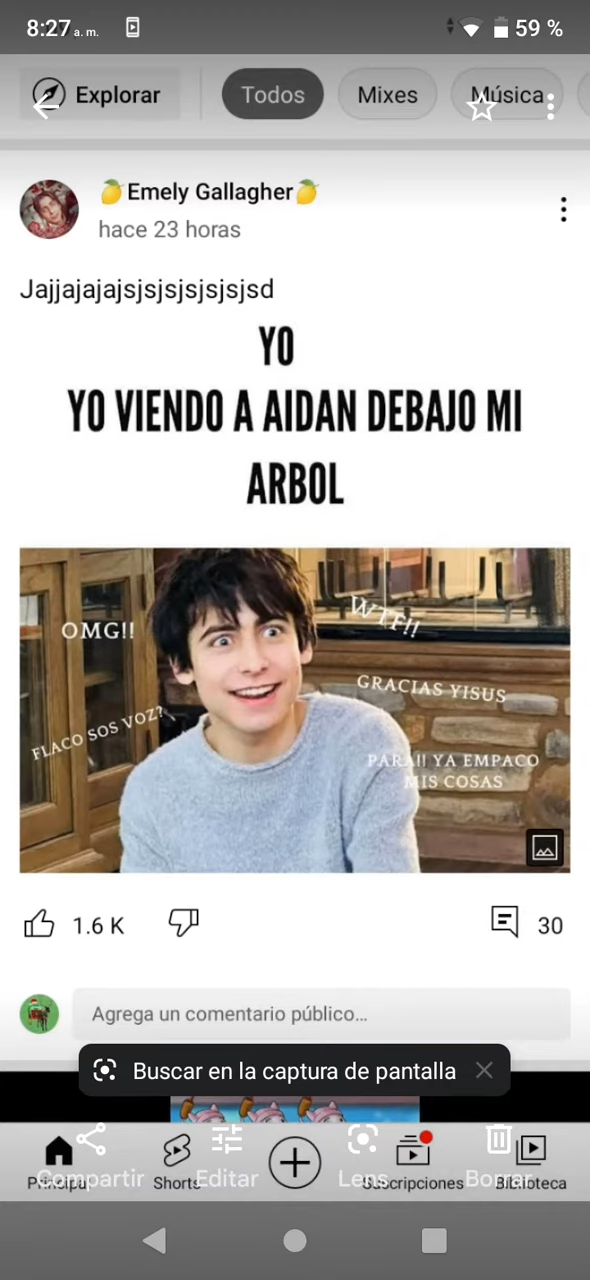 8:27 a. m.
59 %
Explorar
Todos
Mixes
Música
🍋Emely Gallagher🍋
hace 23 horas
Jajjajajajsjsjsjsjsjsjsjsd
YO
YO VIENDO A AIDAN DEBAJO MI
ARBOL
OMG!!
WTF!!
GRACIAS YISUS
FLACO SOS VOZ?
PARA!! YA EMPACO
MIS COSAS
1.6 K
30
Agrega un comentario público...
Buscar en la captura de pantalla
Compartir
Editar
Lens
Borrar
Principal
Shorts
Suscripciones
Biblioteca